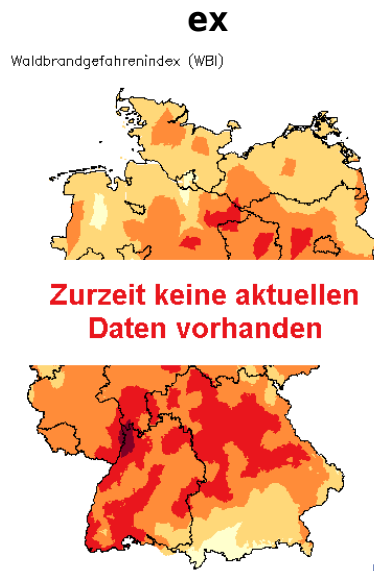 ex
Waldbrandgefahrenindex (WBI)
Zurzeit keine aktuellen
Daten vorhanden